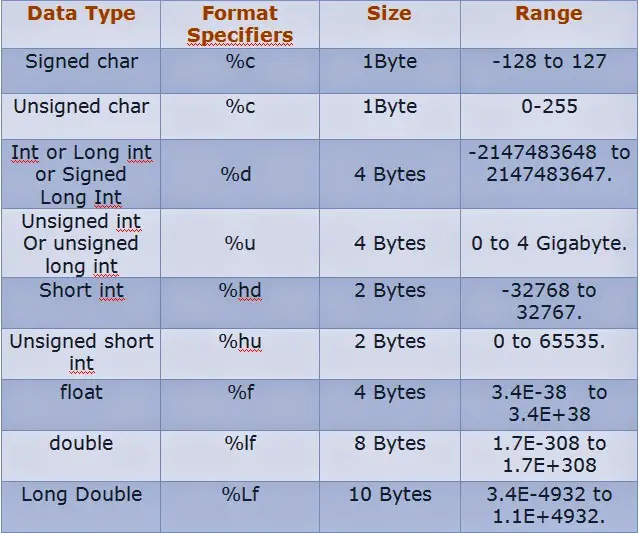 Data Type Format Specifiers Size Range
Signed char %c 1Byte -128 to 127
Unsigned char %c 1Byte 0-255
Int or Long int or Signed Long Int %d 4 Bytes -2147483648 to 2147483647.
Unsigned int Or unsigned long int %u 4 Bytes 0 to 4 Gigabyte.
Short int %hd 2 Bytes -32768 to 32767.
Unsigned short int %hu 2 Bytes 0 to 65535.
float %f 4 Bytes 3.4E-38 to 3.4E+38
double %lf 8 Bytes 1.7E-308 to 1.7E+308
Long Double %Lf 10 Bytes 3.4E-4932 to 1.1E+4932.